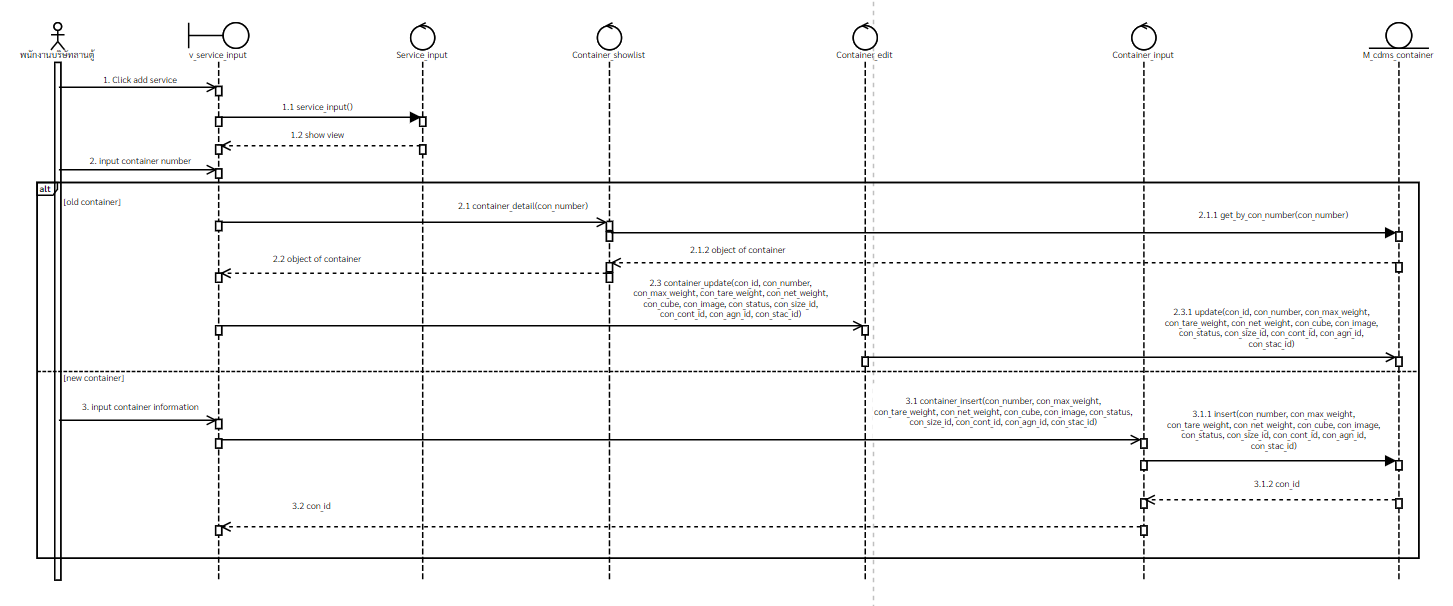 พนักงานบริษัทลานตู้
v_service_input
Service_input
Container_showlist
Container_edit
Container_input
M_cdms_container
1. Click add service
1.1 service_input()
1.2 show view
2. input container number
alt
[old container]
2.1 container_detail(con_number)
2.1.1 get_by_con_number(con_number)
2.1.2 object of container
2.2 object of container
2.3 container_update(con_id, con_number,
con_max_weight, con_tare_weight, con_net_weight,
con_cube, con_image, con_status, con_size_id,
con_cont_id, con_agn_id, con_stac_id)
2.3.1 update(con_id, con_number, con_max_weight,
con_tare_weight, con_net_weight, con_cube, con_image,
con_status, con_size_id, con_cont_id, con_agn_id,
con_stac_id)
[new container]
3. input container information
3.1 container_insert(con_number, con_max_weight,
con_tare_weight, con_net_weight, con_cube, con_image, con_status,
con_size_id, con_cont_id, con_agn_id, con_stac_id)
3.1.1 insert(con_number, con_max_weight,
con_tare_weight, con_net_weight, con_cube, con_image,
con_status, con_size_id, con_cont_id, con_agn_id,
con_stac_id)
3.1.2 con_id
3.2 con_id